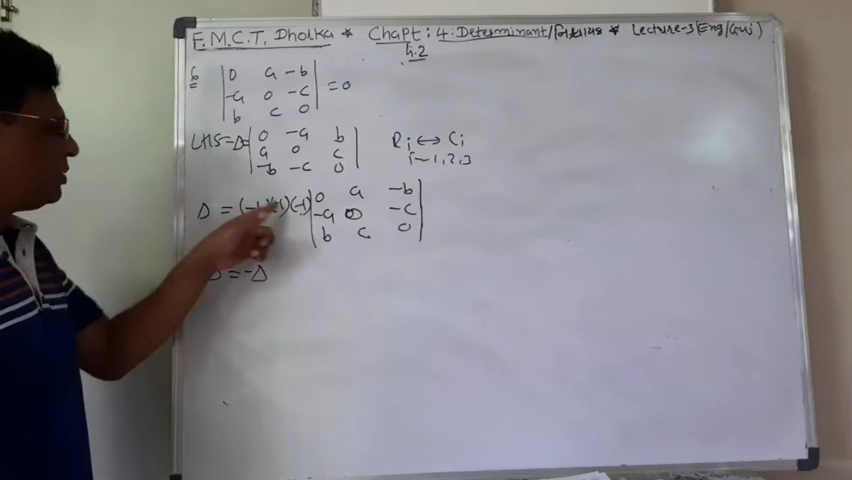 F.M.C.T. Dholka * Chapt: 4. Determinant/ * Lecture-3(Eng/Guj)
4.2
6 | 0 a -b |
| -a 0 -c | = 0
| b c 0 |
LHS = Δ = | 0 -a b | Ri ↔ Ci
| a 0 c | i = 1, 2, 3
| -b -c 0 |
Δ = (-1)(-1)(-1) | 0 a -b |
| -a 0 -c |
| b c 0 |
= -Δ